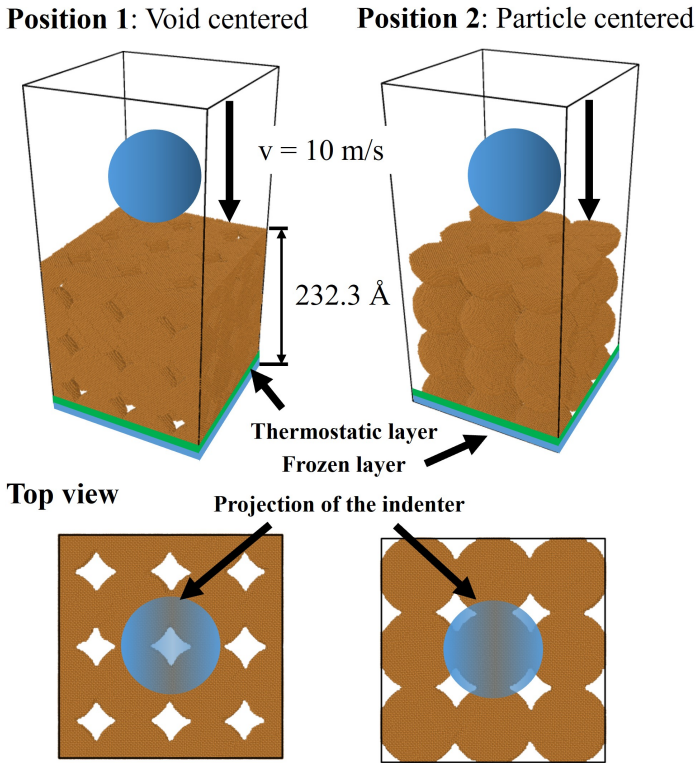 Position 1: Void centered
Position 2: Particle centered
v = 10 m/s
232.3 Å
Thermostatic layer
Frozen layer
Top view
Projection of the indenter